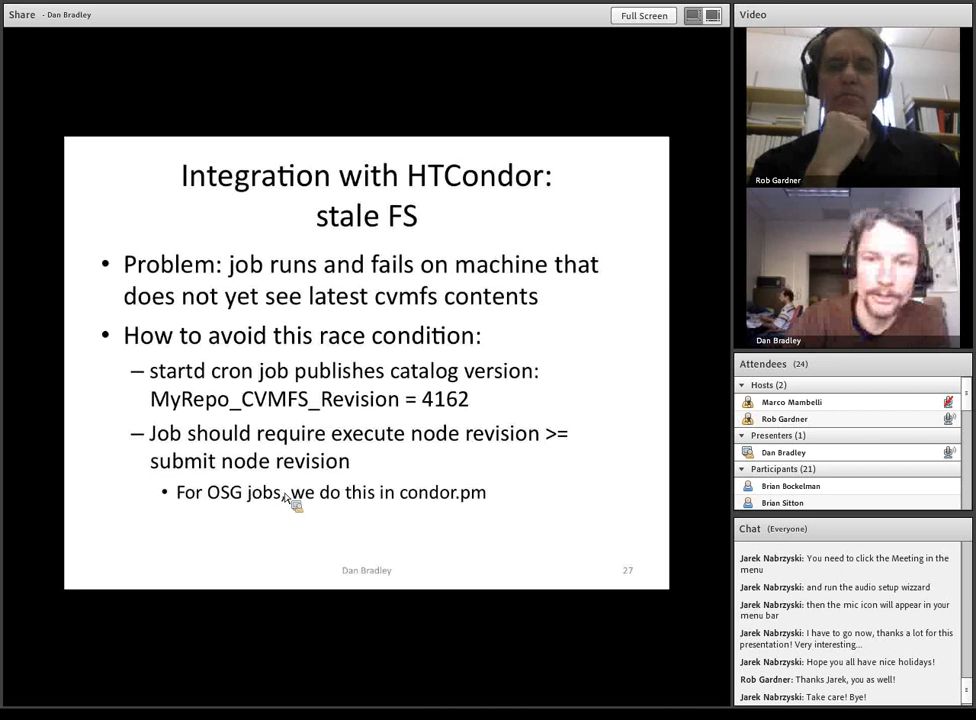 Share - Dan Bradley
Full Screen
Integration with HTCondor:
stale FS
• Problem: job runs and fails on machine that
does not yet see latest cvmfs contents
• How to avoid this race condition:
– startd cron job publishes catalog version:
MyRepo_CVMFS_Revision = 4162
– Job should require execute node revision >=
submit node revision
• For OSG jobs, we do this in condor.pm
Dan Bradley
27
Video
Rob Gardner
Dan Bradley
Attendees (24)
Hosts (2)
Marco Mambelli
Rob Gardner
Presenters (1)
Dan Bradley
Participants (21)
Brian Bockelman
Brian Sitton
Chat (Everyone)
Jarek Nabrzyski: You need to click the Meeting in the
menu
Jarek Nabrzyski: and run the audio setup wizzard
Jarek Nabrzyski: then the mic icon will appear in your
menu bar
Jarek Nabrzyski: I have to go now, thanks a lot for this
presentation! Very interesting...
Jarek Nabrzyski: Hope you all have nice holidays!
Rob Gardner: Thanks Jarek, you as well!
Jarek Nabrzyski: Take care! Bye!